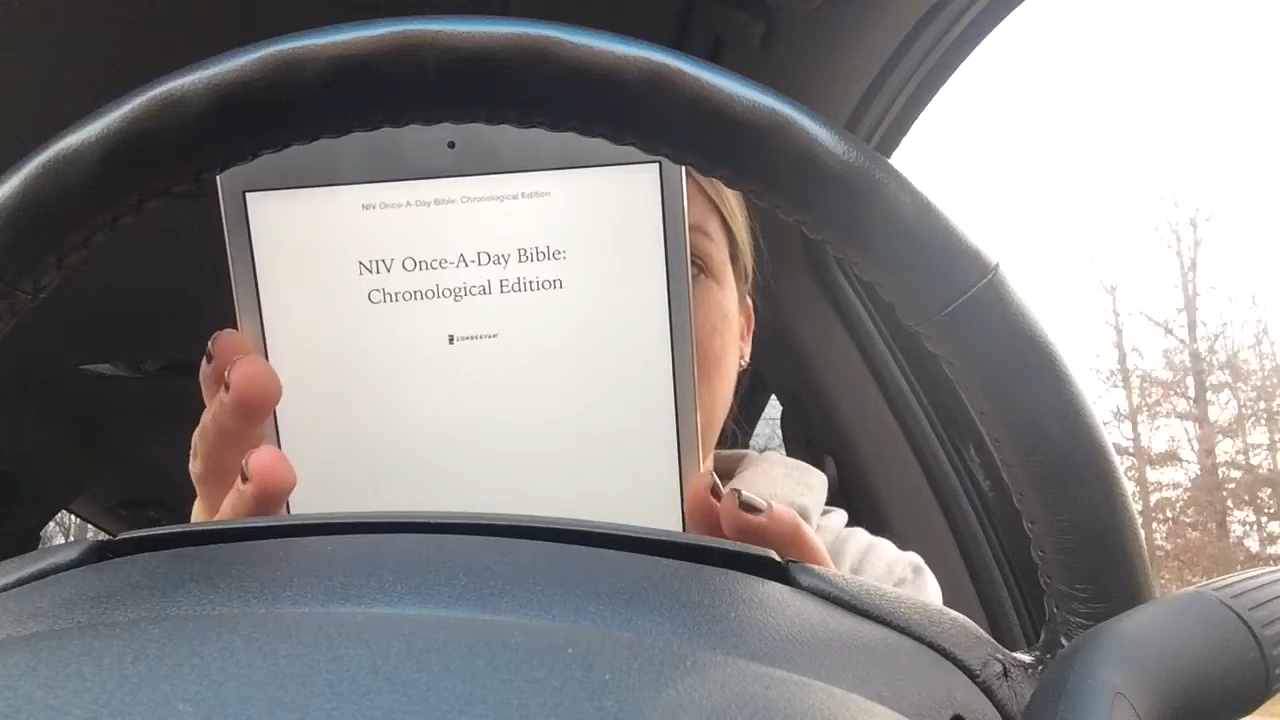 NIV Once-A-Day Bible: Chronological Edition
NIV Once-A-Day Bible:
Chronological Edition
ZONDERVAN